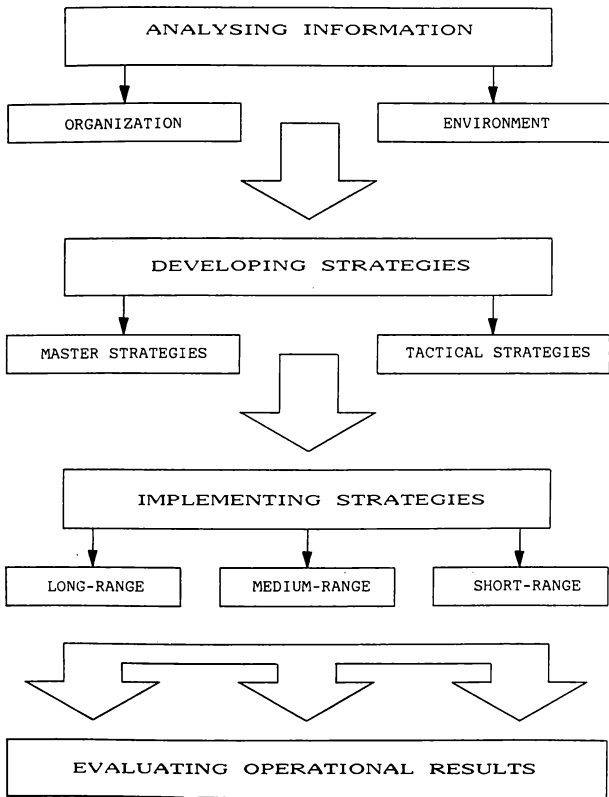 ANALYSING INFORMATION
ORGANIZATION
ENVIRONMENT
DEVELOPING STRATEGIES
MASTER STRATEGIES
TACTICAL STRATEGIES
IMPLEMENTING STRATEGIES
LONG-RANGE
MEDIUM-RANGE
SHORT-RANGE
EVALUATING OPERATIONAL RESULTS